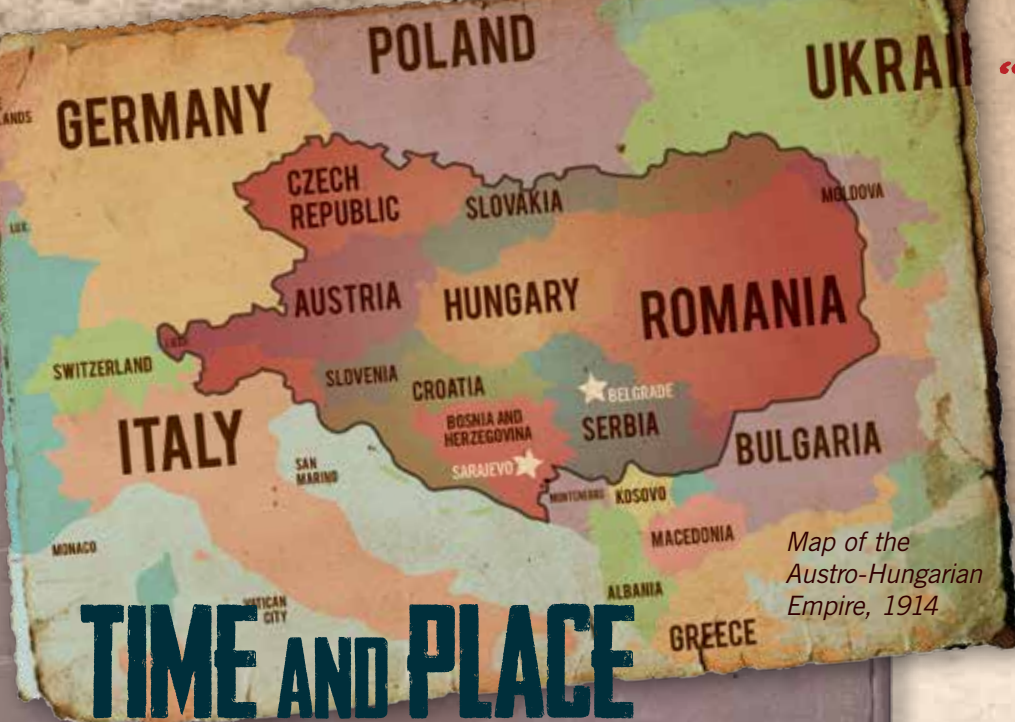 POLAND
UKRAI
“
GERMANY
LANDS
CZECH
REPUBLIC
SLOVAKIA
MOLDOVA
LUX.
AUSTRIA
HUNGARY
ROMANIA
SWITZERLAND
SLOVENIA
CROATIA
BELGRADE
BOSNIA AND
HERZEGOVINA
SERBIA
ITALY
BULGARIA
SARAJEVO
SAN
MARINO
MONTENEGRO
KOSOVO
MACEDONIA
MONACO
ALBANIA
VATICAN
CITY
GREECE
Map of the
Austro-Hungarian
Empire, 1914
TIME AND PLACE